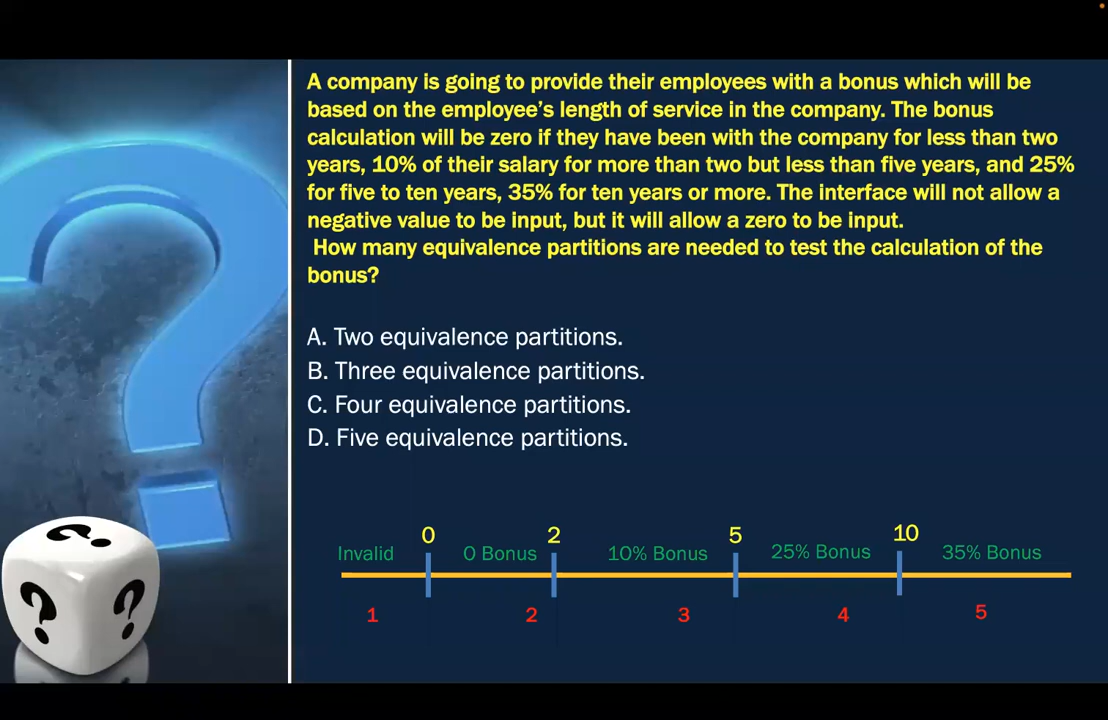 A company is going to provide their employees with a bonus which will be
based on the employee's length of service in the company. The bonus
calculation will be zero if they have been with the company for less than two
years, 10% of their salary for more than two but less than five years, and 25%
for five to ten years, 35% for ten years or more. The interface will not allow a
negative value to be input, but it will allow a zero to be input.
How many equivalence partitions are needed to test the calculation of the
bonus?
A. Two equivalence partitions.
B. Three equivalence partitions.
C. Four equivalence partitions.
D. Five equivalence partitions.
0 2 5 10
Invalid 0 Bonus 10% Bonus 25% Bonus 35% Bonus
1 2 3 4 5
? 
? ?